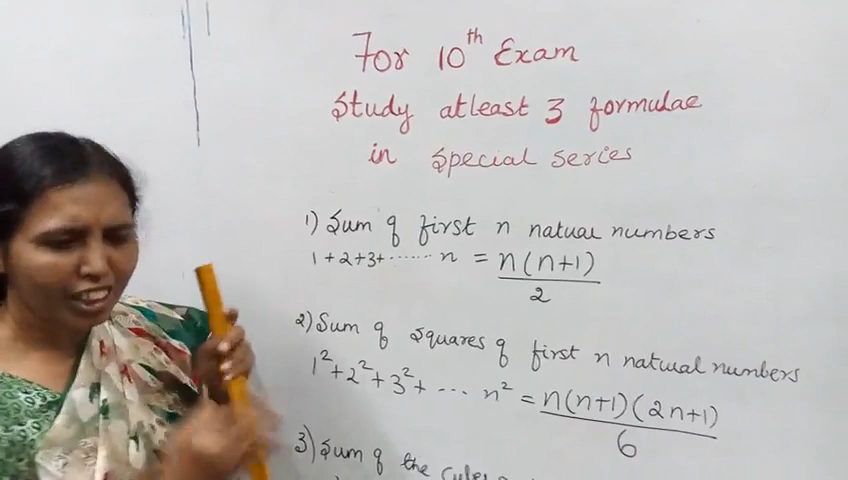 For 10th Exam
Study atleast 3 formulae
in Special series
1) Sum of first n natual numbers
1+2+3+...... n = n(n+1)/2
2) Sum of squares of first n natural numbers
1²+2²+3²+ ... n² = n(n+1)(2n+1)/6
3) Sum of the cubes